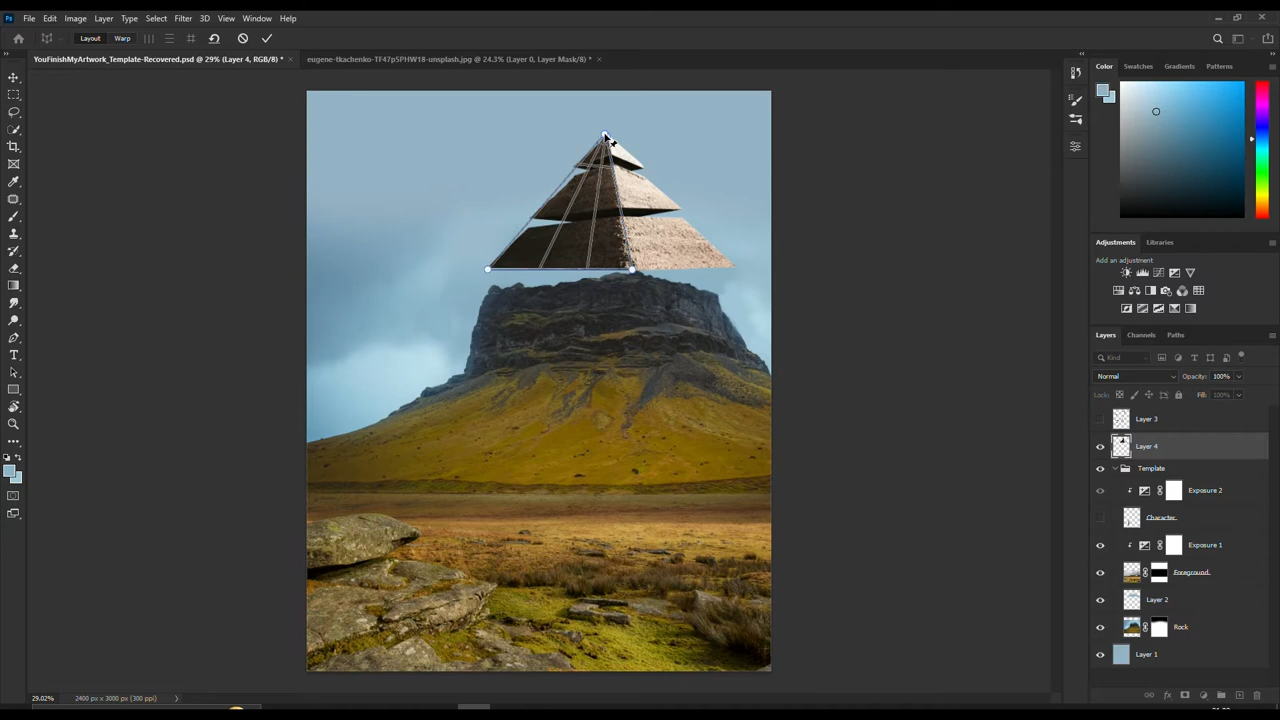 Ps File Edit Image Layer Type Select Filter 3D View Window Help
Layout Warp
YouFinishMyArtwork_Template-Recovered.psd @ 29% (Layer 4, RGB/8) * × eugene-tkachenko-TF47p5PHW18-unsplash.jpg @ 24.3% (Layer 0, Layer Mask/8) * ×
Color Swatches Gradients Patterns
Adjustments Libraries
Add an adjustment
Layers Channels Paths
Kind
Normal Opacity: 100%
Lock: Fill: 100%
Layer 3
Layer 4
Template
Exposure 2
Character
Exposure 1
Foreground
Layer 2
Rock
Layer 1
29.02% 2400 px x 3000 px (300 ppi)